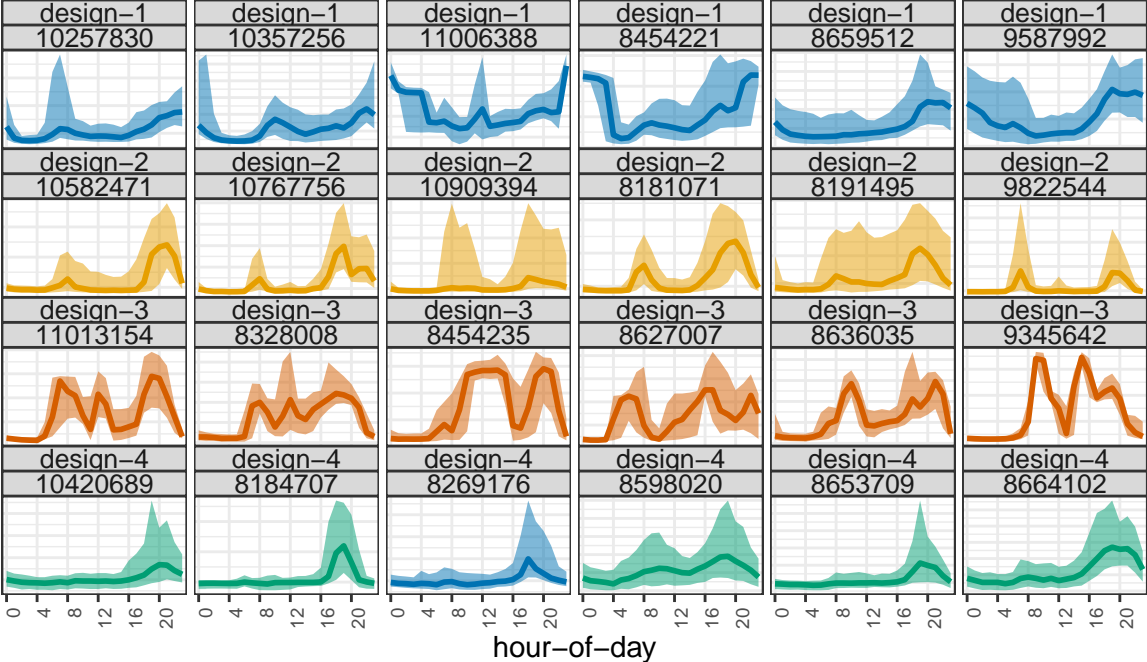 design−1 design−1 design−1 design−1 design−1 design−1
10257830 10357256 11006388 8454221 8659512 9587992
design−2 design−2 design−2 design−2 design−2 design−2
10582471 10767756 10909394 8181071 8191495 9822544
design−3 design−3 design−3 design−3 design−3 design−3
11013154 8328008 8454235 8627007 8636035 9345642
design−4 design−4 design−4 design−4 design−4 design−4
10420689 8184707 8269176 8598020 8653709 8664102
0 4 8 12 16 20 0 4 8 12 16 20 0 4 8 12 16 20 0 4 8 12 16 20 0 4 8 12 16 20 0 4 8 12 16 20
hour−of−day